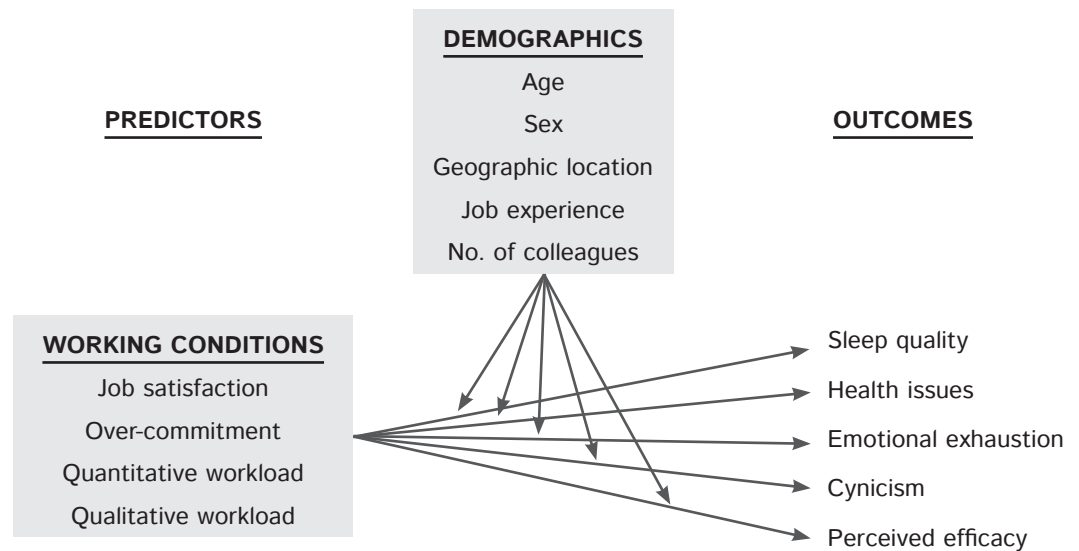 DEMOGRAPHICS
Age
Sex
Geographic location
Job experience
No. of colleagues
PREDICTORS
OUTCOMES
WORKING CONDITIONS
Job satisfaction
Over-commitment
Quantitative workload
Qualitative workload
Sleep quality
Health issues
Emotional exhaustion
Cynicism
Perceived efficacy